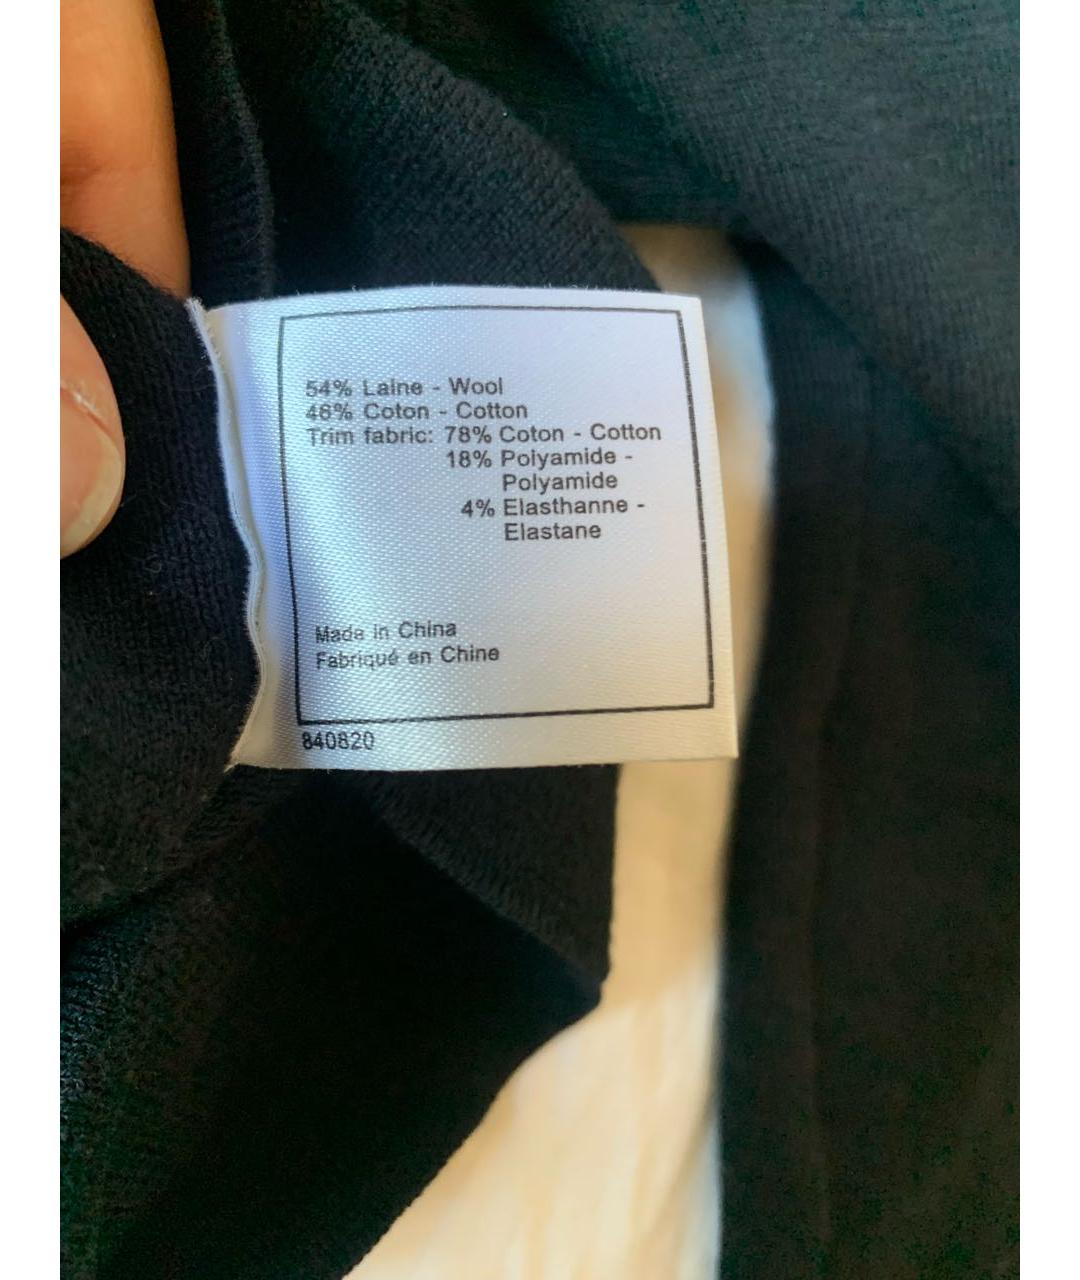 54% Laine - Wool
46% Coton - Cotton
Trim fabric: 78% Coton - Cotton
18% Polyamide -
Polyamide
4% Elasthanne -
Elastane
Made in China
Fabriqué en Chine
840820